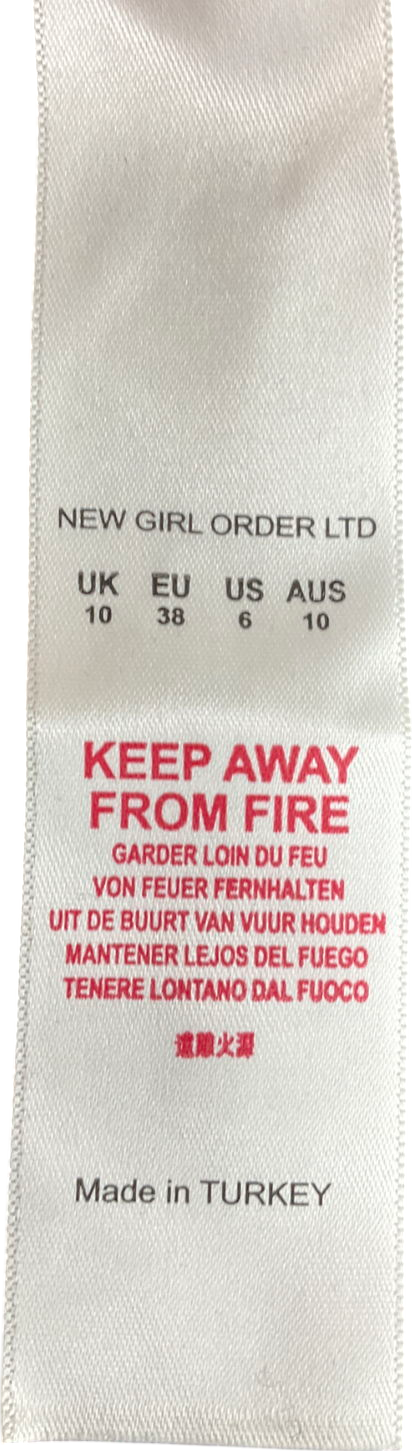 NEW GIRL ORDER LTD
UK EU US AUS
10 38 6 10
KEEP AWAY
FROM FIRE
GARDER LOIN DU FEU
VON FEUER FERNHALTEN
UIT DE BUURT VAN VUUR HOUDEN
MANTENER LEJOS DEL FUEGO
TENERE LONTANO DAL FUOCO
遠離火源
Made in TURKEY